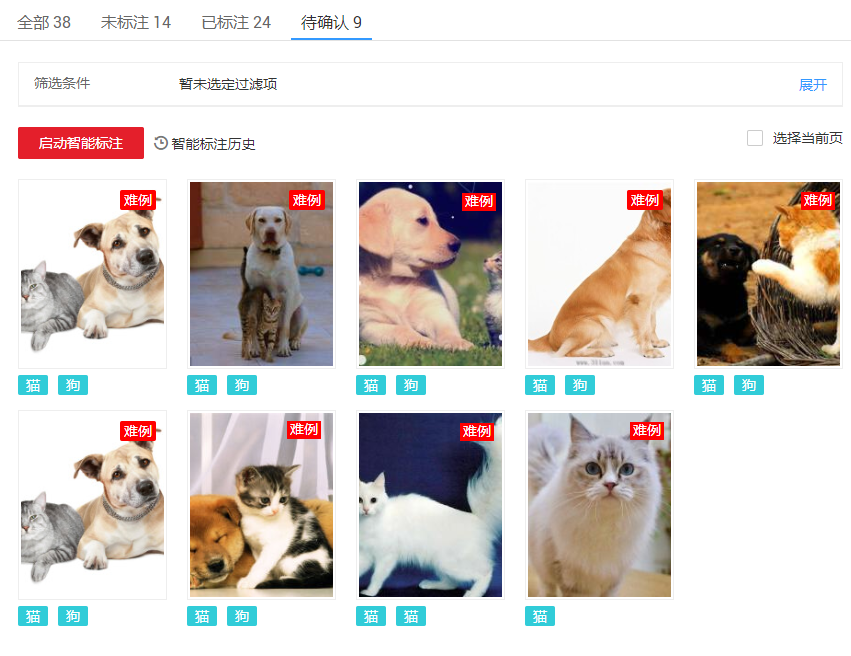 全部 38 未标注 14 已标注 24 待确认 9
筛选条件 暂未选定过滤项 展开
启动智能标注 智能标注历史 选择当前页
难例 难例 难例 难例 难例
猫 狗 猫 狗 猫 狗 猫 狗 猫 狗
难例 难例 难例 难例
猫 狗 猫 狗 猫 猫 猫